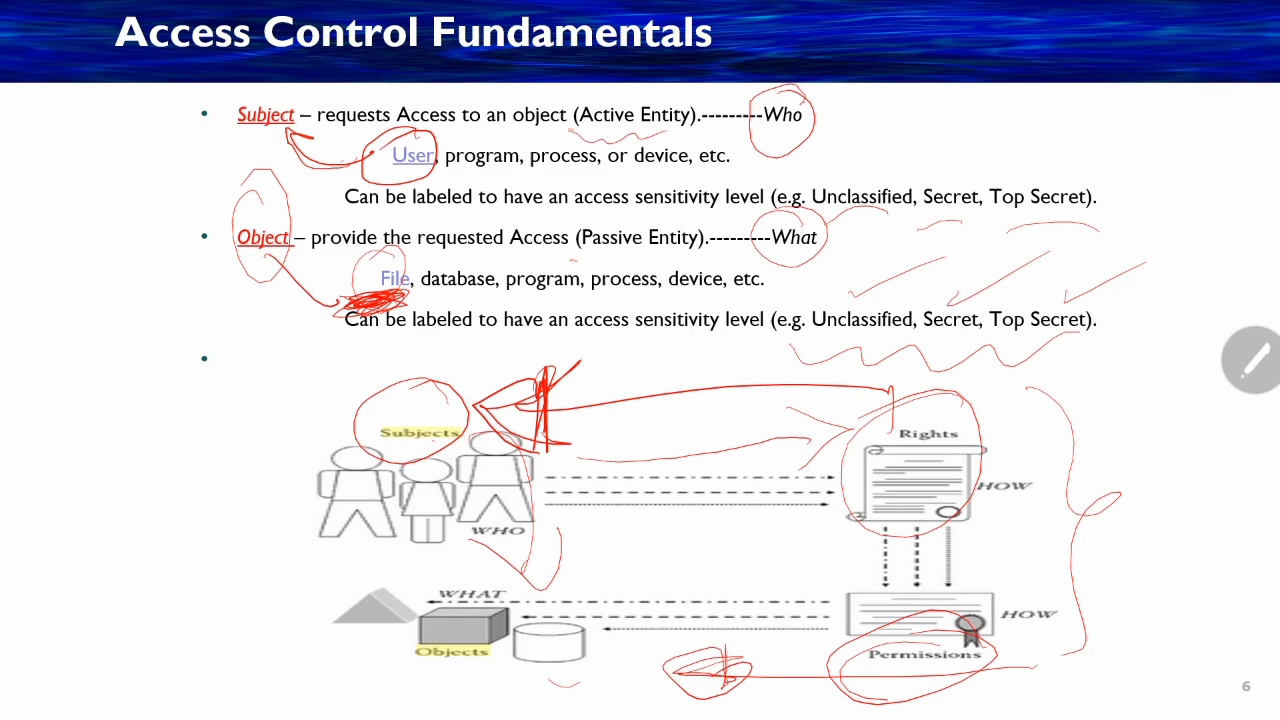 Access Control Fundamentals
• Subject – requests Access to an object (Active Entity).---------Who
User, program, process, or device, etc.
Can be labeled to have an access sensitivity level (e.g. Unclassified, Secret, Top Secret).
• Object – provide the requested Access (Passive Entity).---------What
File, database, program, process, device, etc.
Can be labeled to have an access sensitivity level (e.g. Unclassified, Secret, Top Secret).
•
Subjects
Rights
HOW
WHO
WHAT
HOW
Objects
Permissions
6